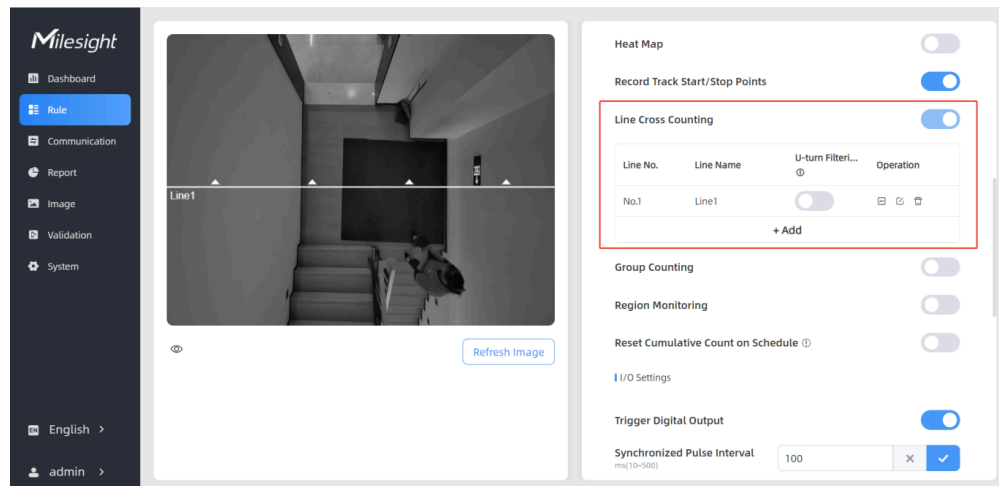 Milesight
Dashboard
Rule
Communication
Report
Image
Validation
System
EN English >
admin >
Line1
Refresh Image
Heat Map
Record Track Start/Stop Points
Line Cross Counting
Line No. Line Name U-turn Filteri... Operation
No.1 Line1
+ Add
Group Counting
Region Monitoring
Reset Cumulative Count on Schedule
I/O Settings
Trigger Digital Output
Synchronized Pulse Interval 100
ms(10~500)